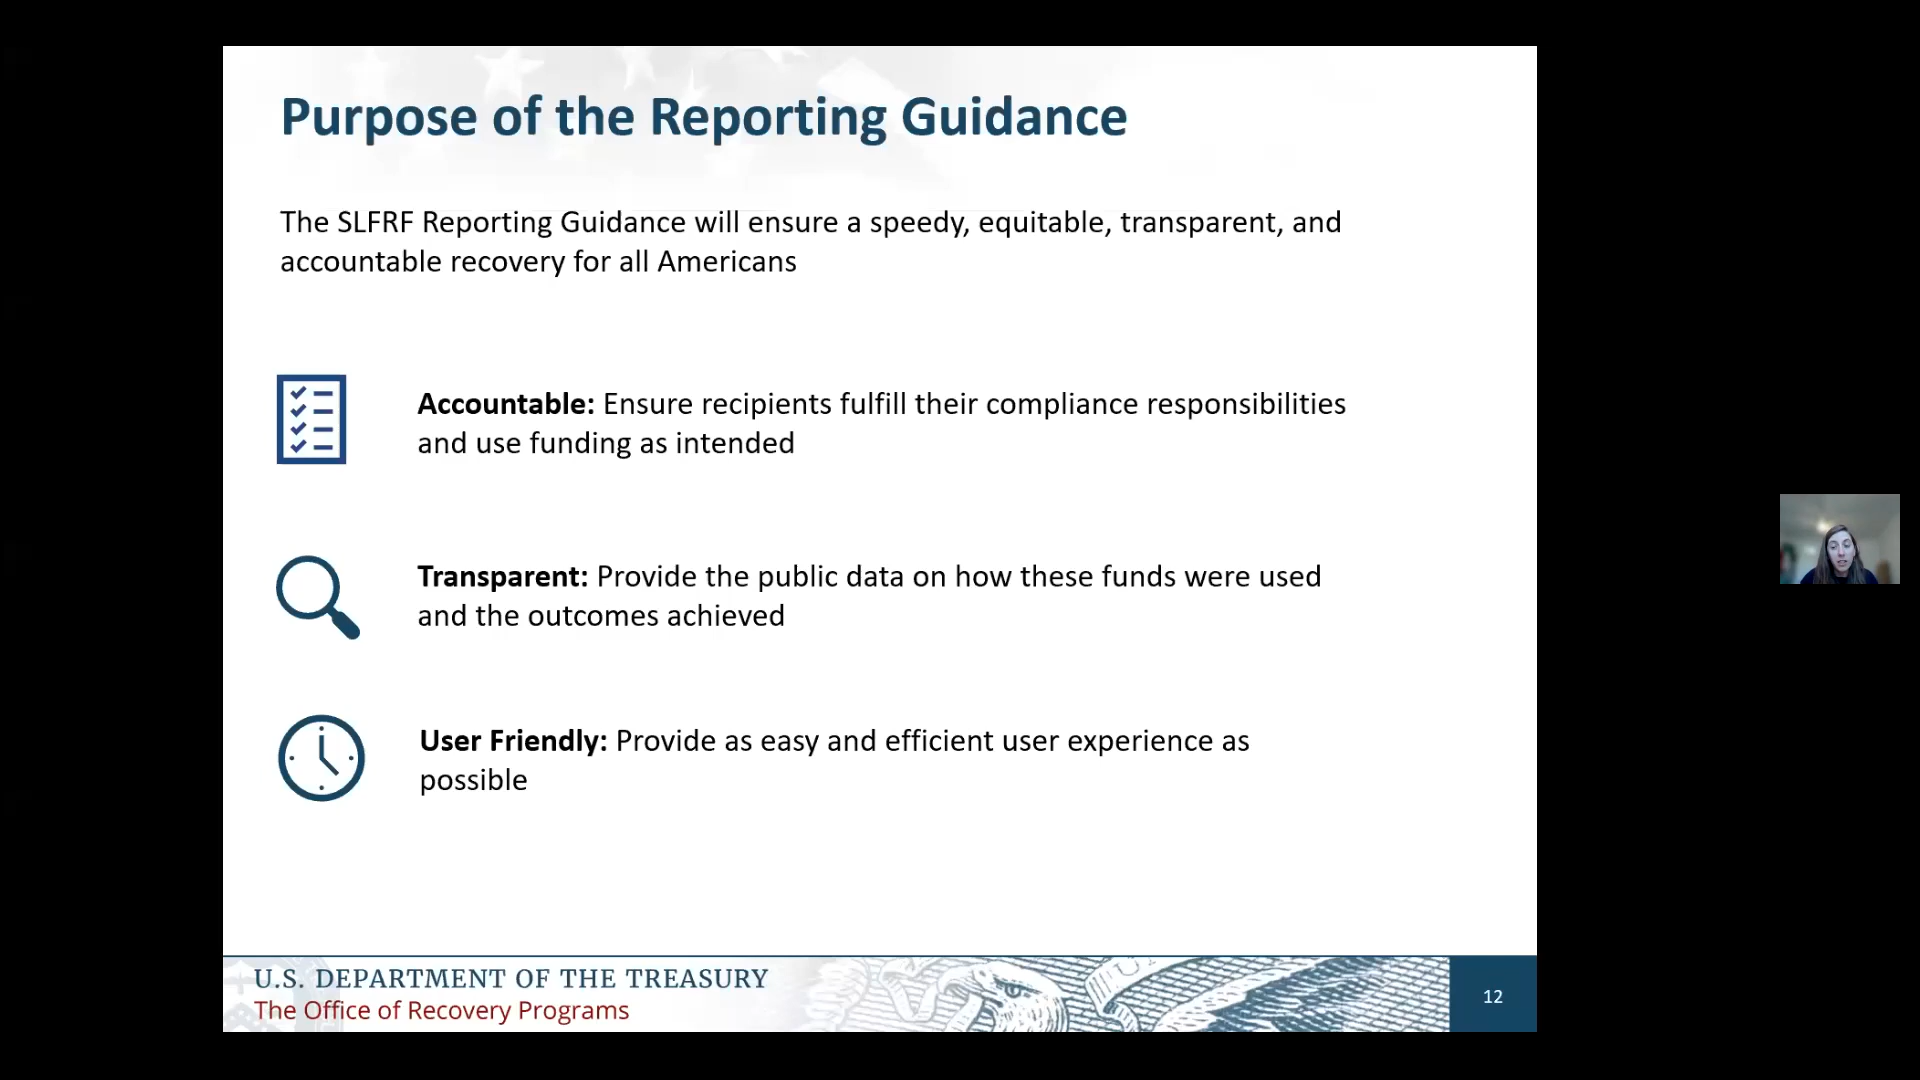 Purpose of the Reporting Guidance
The SLFRF Reporting Guidance will ensure a speedy, equitable, transparent, and
accountable recovery for all Americans
Accountable: Ensure recipients fulfill their compliance responsibilities
and use funding as intended
Transparent: Provide the public data on how these funds were used
and the outcomes achieved
User Friendly: Provide as easy and efficient user experience as
possible
U.S. DEPARTMENT OF THE TREASURY
The Office of Recovery Programs
12